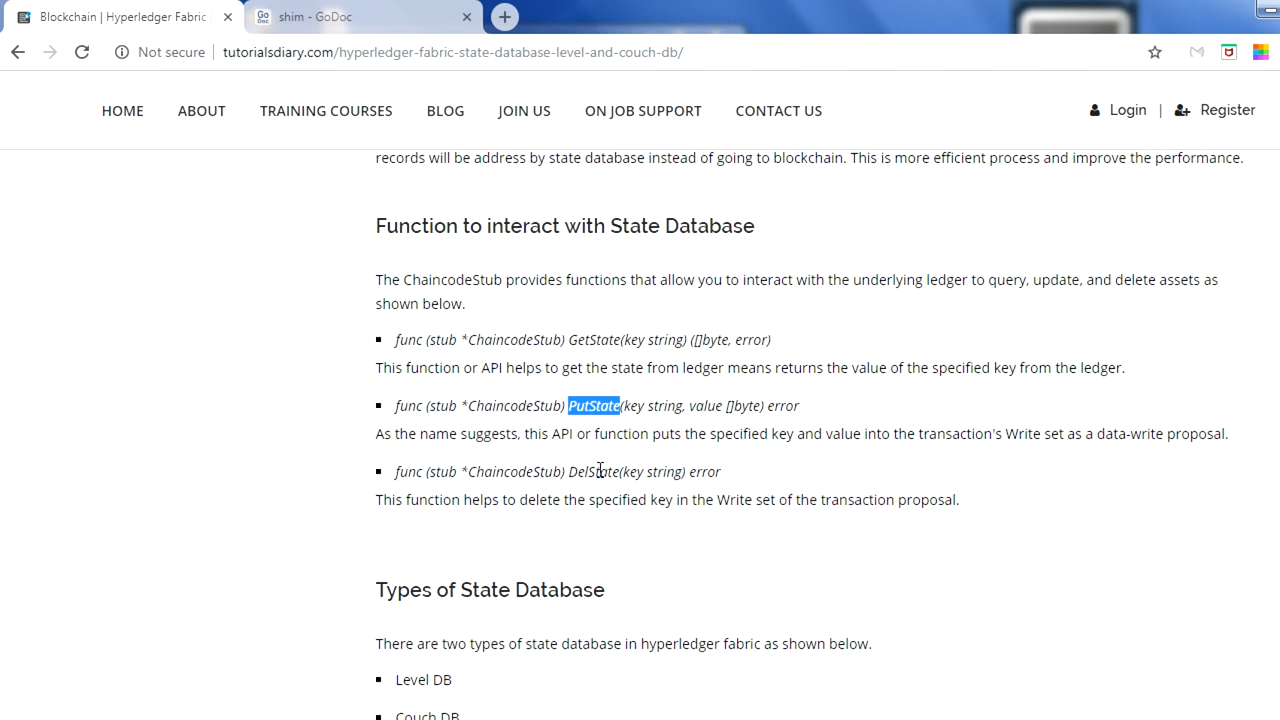 Blockchain | Hyperledger Fabric
shim - GoDoc
Not secure
tutorialsdiary.com/hyperledger-fabric-state-database-level-and-couch-db/
HOME ABOUT TRAINING COURSES BLOG JOIN US ON JOB SUPPORT CONTACT US Login | Register
records will be address by state database instead of going to blockchain. This is more efficient process and improve the performance.
Function to interact with State Database
The ChaincodeStub provides functions that allow you to interact with the underlying ledger to query, update, and delete assets as
shown below.
func (stub *ChaincodeStub) GetState(key string) ([]byte, error)
This function or API helps to get the state from ledger means returns the value of the specified key from the ledger.
func (stub *ChaincodeStub) PutState(key string, value []byte) error
As the name suggests, this API or function puts the specified key and value into the transaction's Write set as a data-write proposal.
func (stub *ChaincodeStub) DelState(key string) error
This function helps to delete the specified key in the Write set of the transaction proposal.
Types of State Database
There are two types of state database in hyperledger fabric as shown below.
Level DB
Couch DB